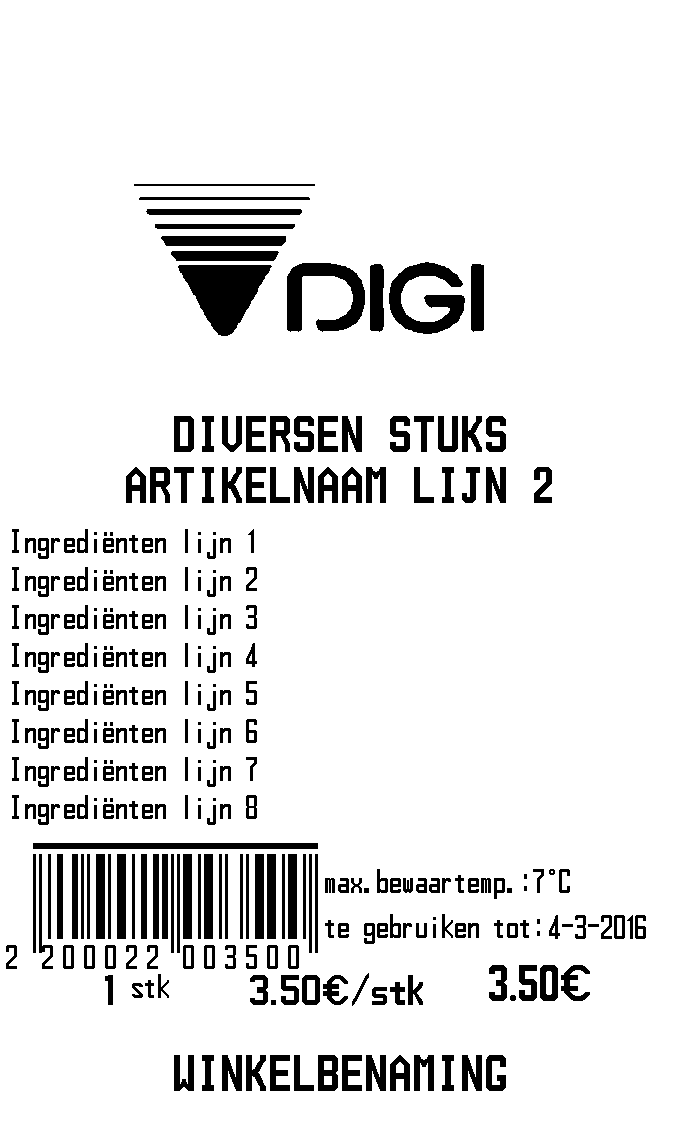 DIGI
DIVERSEN STUKS
ARTIKELNAAM LIJN 2
Ingrediënten lijn 1
Ingrediënten lijn 2
Ingrediënten lijn 3
Ingrediënten lijn 4
Ingrediënten lijn 5
Ingrediënten lijn 6
Ingrediënten lijn 7
Ingrediënten lijn 8
max.bewaartemp.:7°C
te gebruiken tot:4-3-2016
2 200022 003500
1 stk 3.50€/stk 3.50€
WINKELBENAMING